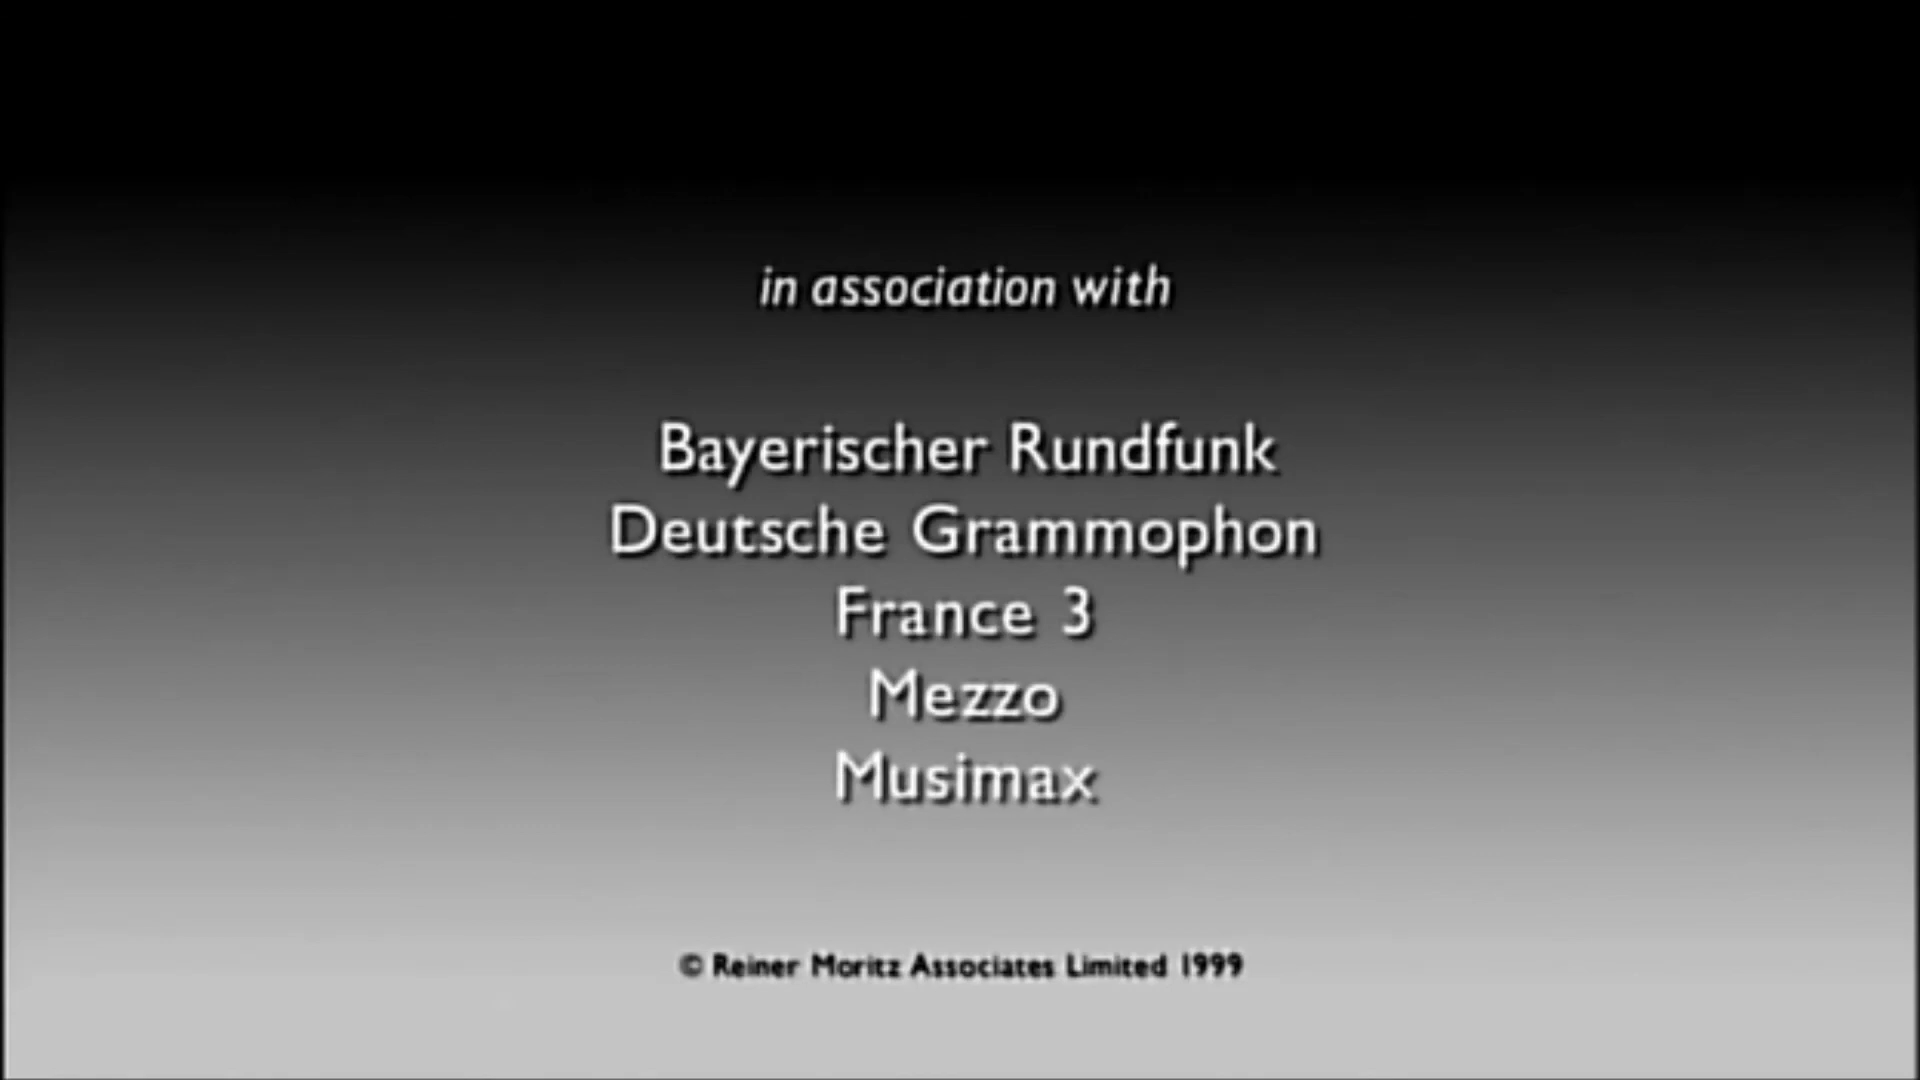 in association with
Bayerischer Rundfunk
Deutsche Grammophon
France 3
Mezzo
Musimax
© Reiner Moritz Associates Limited 1999